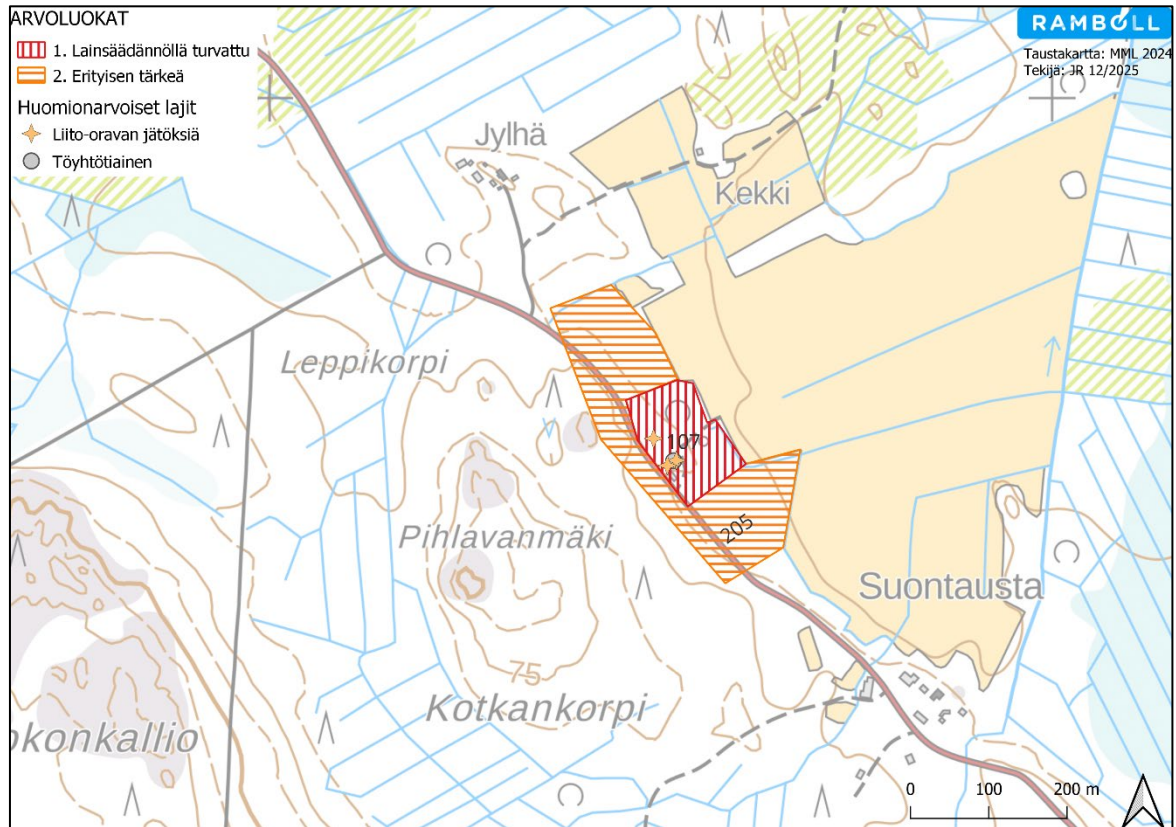 ARVOLUOKAT
1. Lainsäädännöllä turvattu
2. Erityisen tärkeä
Huomionarvoiset lajit
Liito-oravan jätöksiä
Töyhtötiainen
RAMBOLL
Taustakartta: MML 2024
Tekijä: JR 12/2025
Jylhä
Kekki
Leppikorpi
107
Pihlavanmäki
205
Suontausta
75
Kotkankorpi
okonkallio
0 100 200 m